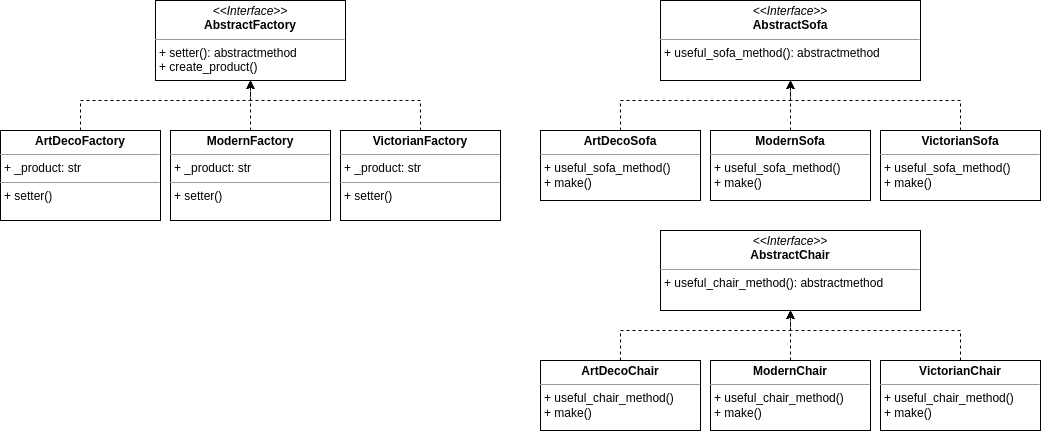 <<Interface>>
AbstractFactory
+ setter(): abstractmethod
+ create_product()
<<Interface>>
AbstractSofa
+ useful_sofa_method(): abstractmethod
ArtDecoFactory
+ _product: str
+ setter()
ModernFactory
+ _product: str
+ setter()
VictorianFactory
+ _product: str
+ setter()
ArtDecoSofa
+ useful_sofa_method()
+ make()
ModernSofa
+ useful_sofa_method()
+ make()
VictorianSofa
+ useful_sofa_method()
+ make()
<<Interface>>
AbstractChair
+ useful_chair_method(): abstractmethod
ArtDecoChair
+ useful_chair_method()
+ make()
ModernChair
+ useful_chair_method()
+ make()
VictorianChair
+ useful_chair_method()
+ make()